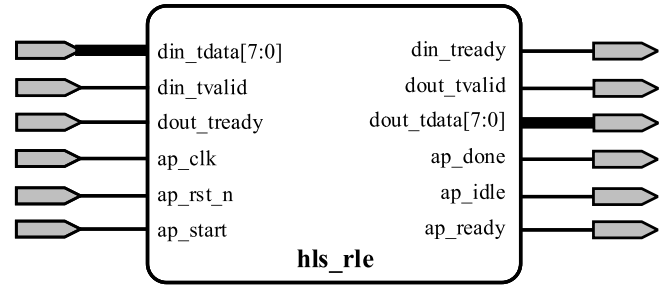 din_tdata[7:0]
din_tvalid
dout_tready
ap_clk
ap_rst_n
ap_start
din_tready
dout_tvalid
dout_tdata[7:0]
ap_done
ap_idle
ap_ready
hls_rle